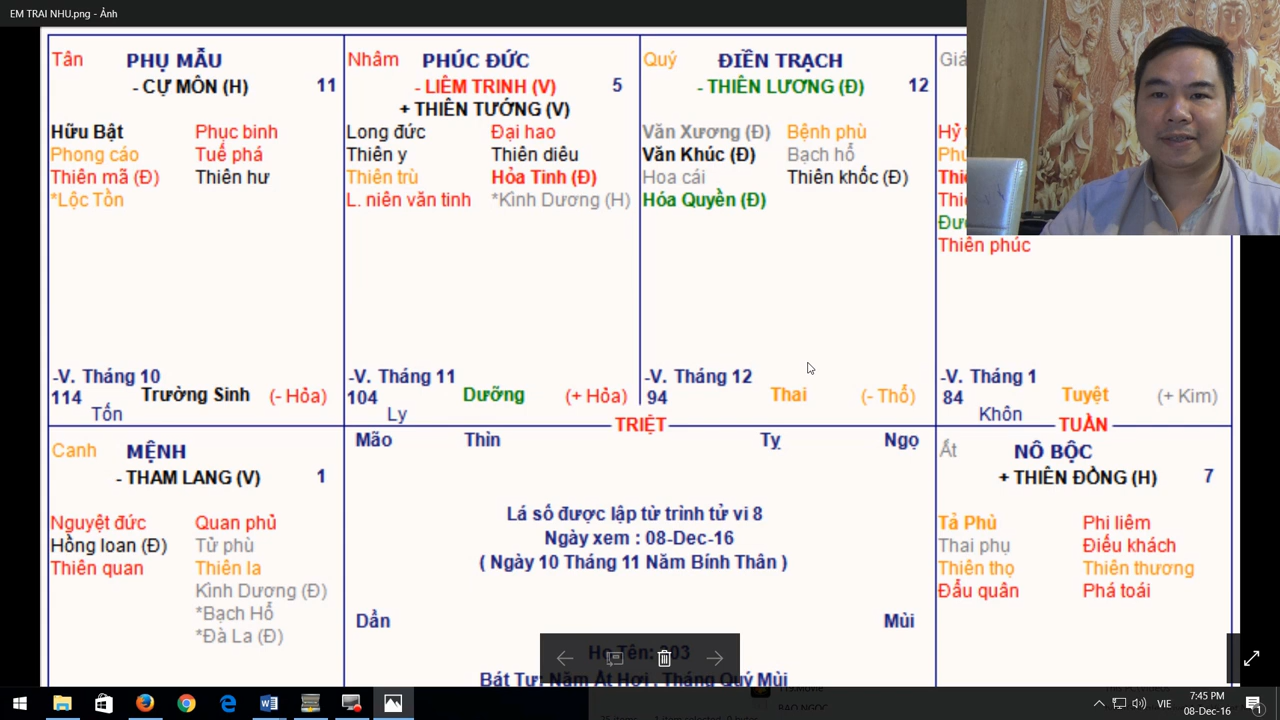 EM TRAI NHU.png - Ảnh
Tân PHỤ MẪU
- CỰ MÔN (H) 11
Hữu Bật Phục binh
Phong cáo Tuế phá
Thiên mã (Đ) Thiên hư
*Lộc Tồn
-V. Tháng 10
114 Trường Sinh (- Hỏa)
Tốn
Nhâm PHÚC ĐỨC
- LIÊM TRINH (V) 5
+ THIÊN TƯỚNG (V)
Long đức Đại hao
Thiên y Thiên diêu
Thiên trù Hỏa Tinh (Đ)
L. niên văn tinh *Kình Dương (H)
-V. Tháng 11
104 Dưỡng (+ Hỏa)
Ly
Quý ĐIỀN TRẠCH
- THIÊN LƯƠNG (Đ) 12
Văn Xương (Đ) Bệnh phù
Văn Khúc (Đ) Bạch hổ
Hoa cái Thiên khốc (Đ)
Hóa Quyền (Đ)
-V. Tháng 12
94 Thai (- Thổ)
Thiên phúc
-V. Tháng 1
84 Tuyệt (+ Kim)
Khôn
TRIỆT TUẦN
Canh MỆNH
- THAM LANG (V) 1
Nguyệt đức Quan phủ
Hồng loan (Đ) Tử phù
Thiên quan Thiên la
Kình Dương (Đ)
*Bạch Hổ
*Đà La (Đ)
Mão Thìn Tỵ Ngọ
Lá số được lập từ trình tử vi 8
Ngày xem : 08-Dec-16
( Ngày 10 Tháng 11 Năm Bính Thân )
Dần Mùi
Họ Tên: 003
Bát Tự: Năm Ất Hợi, Tháng Quý Mùi
Ất NÔ BỘC
+ THIÊN ĐỒNG (H) 7
Tả Phù Phi liêm
Thai phụ Điếu khách
Thiên thọ Thiên thương
Đẩu quân Phá toái
VIE
7:45 PM
08-Dec-16
1